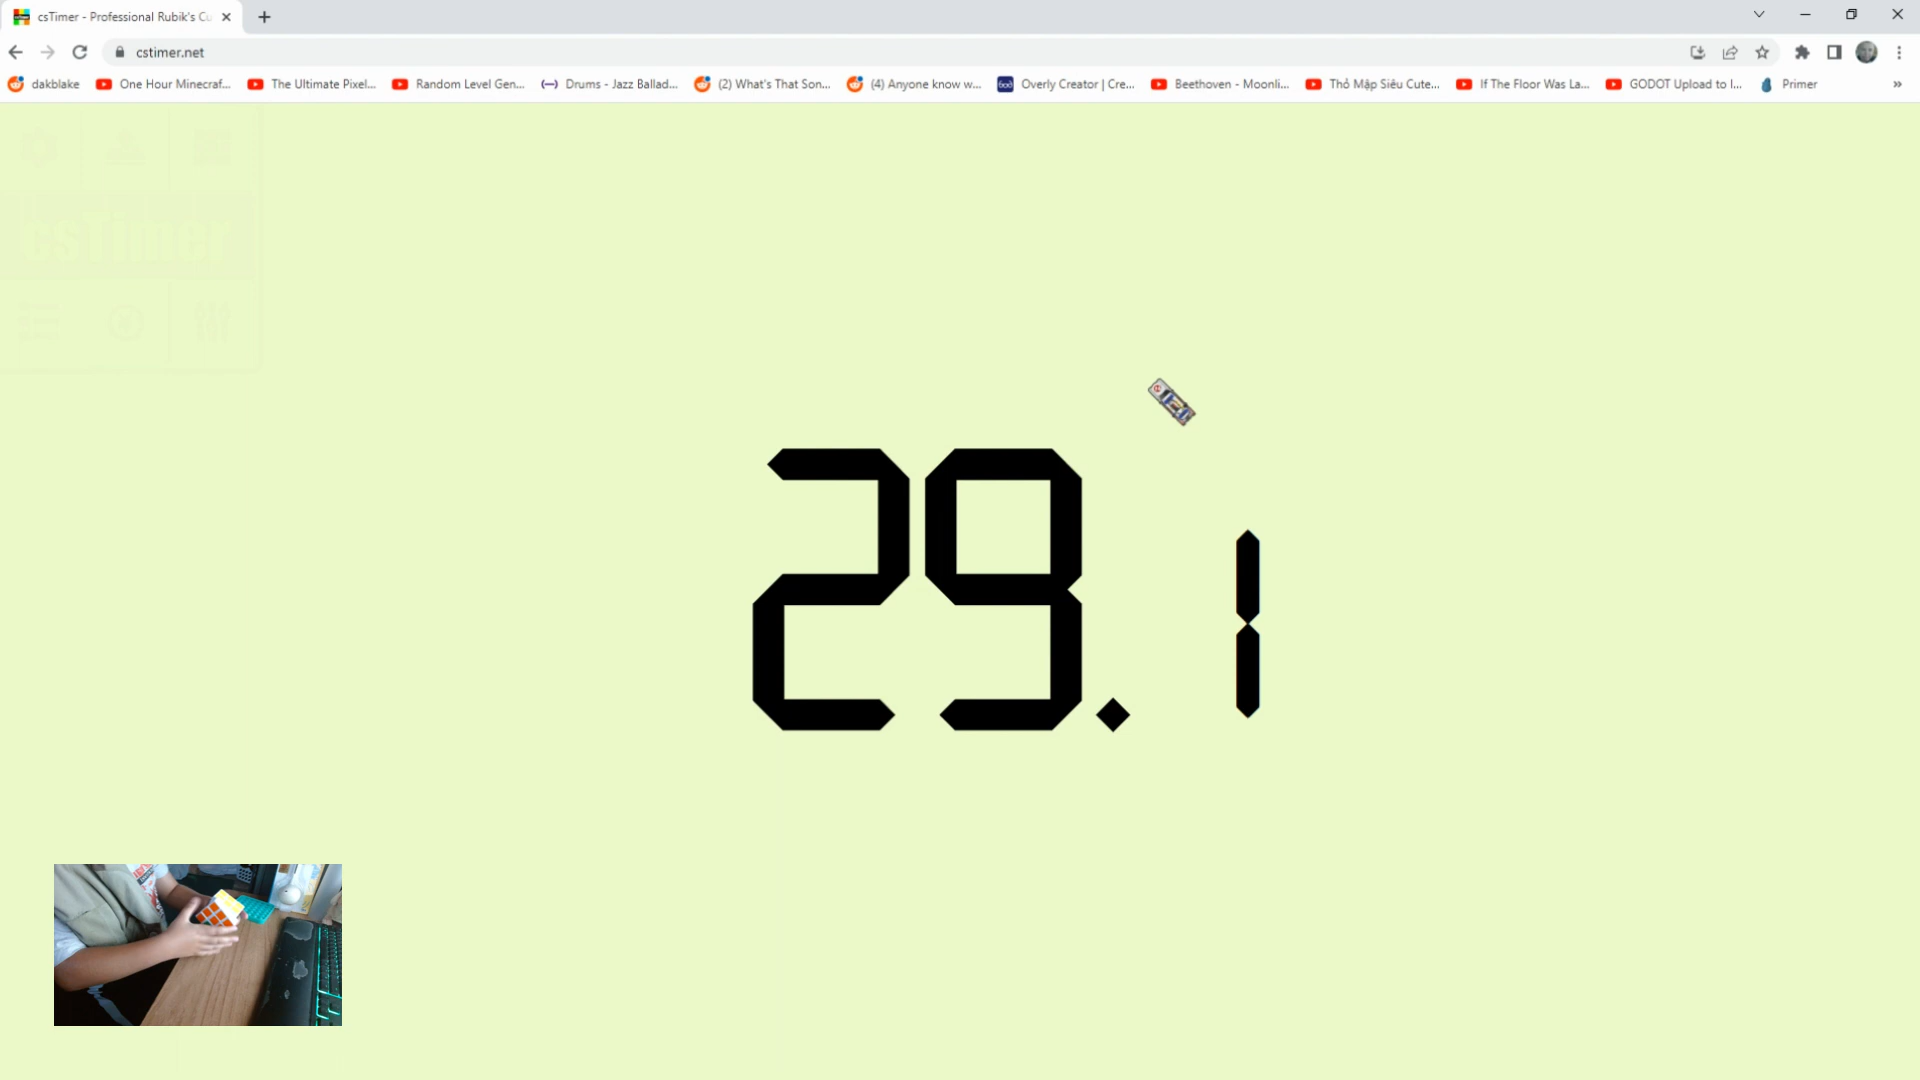 csTimer - Professional Rubik's Cu
cstimer.net
dakblake
One Hour Minecraf...
The Ultimate Pixel...
Random Level Gen...
Drums - Jazz Ballad...
(2) What's That Son...
(4) Anyone know w...
Overly Creator | Cre...
Beethoven - Moonli...
Thỏ Mập Siêu Cute...
If The Floor Was La...
GODOT Upload to I...
Primer
csTimer
29.1